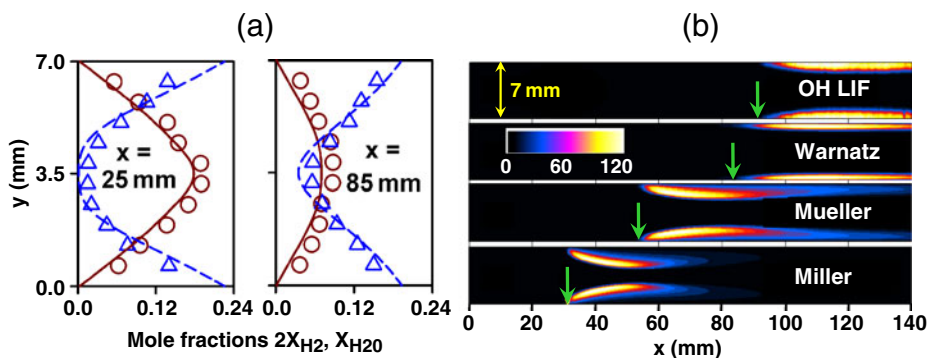 (a)
(b)
7.0
3.5
0.0
y (mm)
x =
25 mm
x =
85 mm
0.0
0.12
0.24
0.0
0.12
0.24
Mole fractions 2X_H2, X_H20
7 mm
OH LIF
0
60
120
Warnatz
Mueller
Miller
0
20
40
60
80
100
120
140
x (mm)